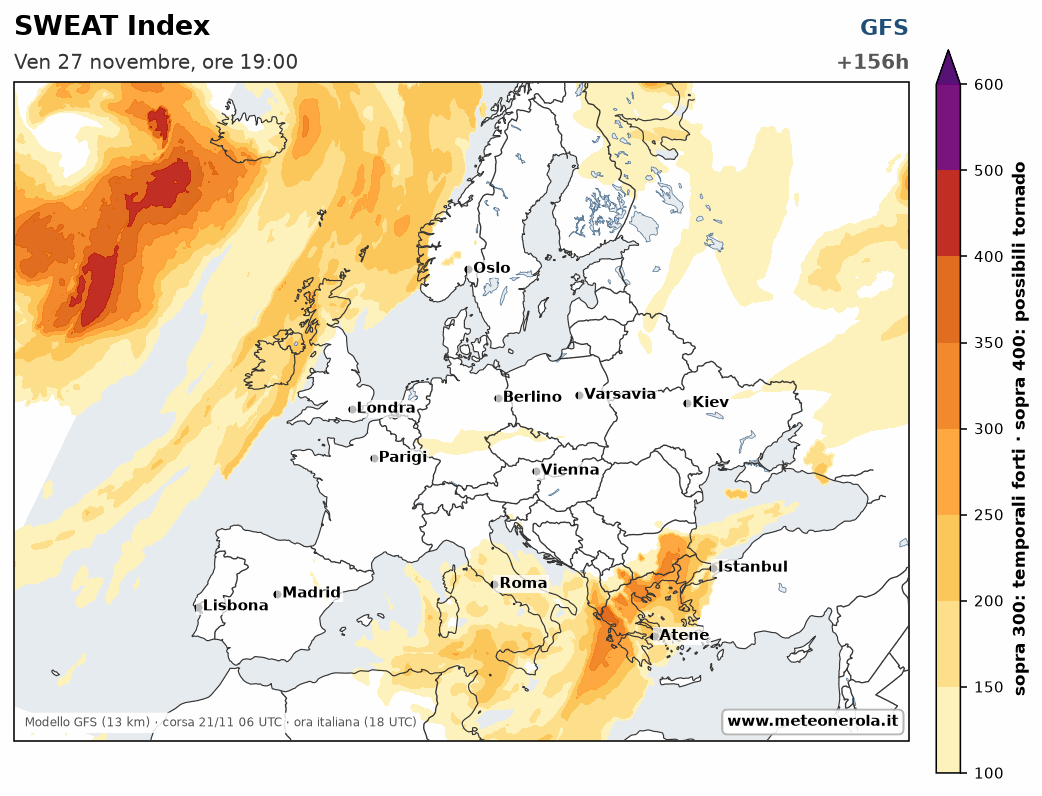 SWEAT Index
GFS
Ven 27 novembre, ore 19:00
+156h
600
500
400
350
300
250
200
150
100
sopra 300: temporali forti · sopra 400: possibili tornado
Oslo
Londra
Berlino
Varsavia
Kiev
Parigi
Vienna
Istanbul
Roma
Madrid
Lisbona
Atene
Modello GFS (13 km) · corsa 21/11 06 UTC · ora italiana (18 UTC)
www.meteonerola.it